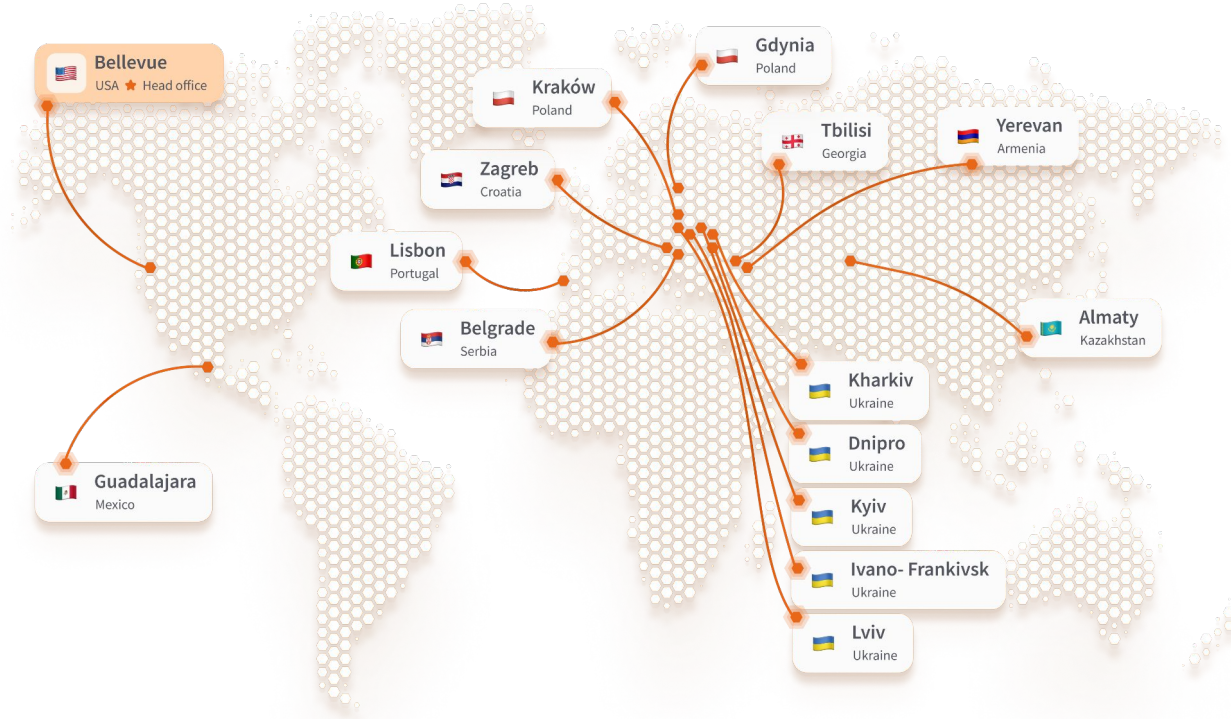 Bellevue
USA ★ Head office
Gdynia
Poland
Kraków
Poland
Tbilisi
Georgia
Yerevan
Armenia
Zagreb
Croatia
Lisbon
Portugal
Belgrade
Serbia
Almaty
Kazakhstan
Kharkiv
Ukraine
Dnipro
Ukraine
Guadalajara
Mexico
Kyiv
Ukraine
Ivano- Frankivsk
Ukraine
Lviv
Ukraine